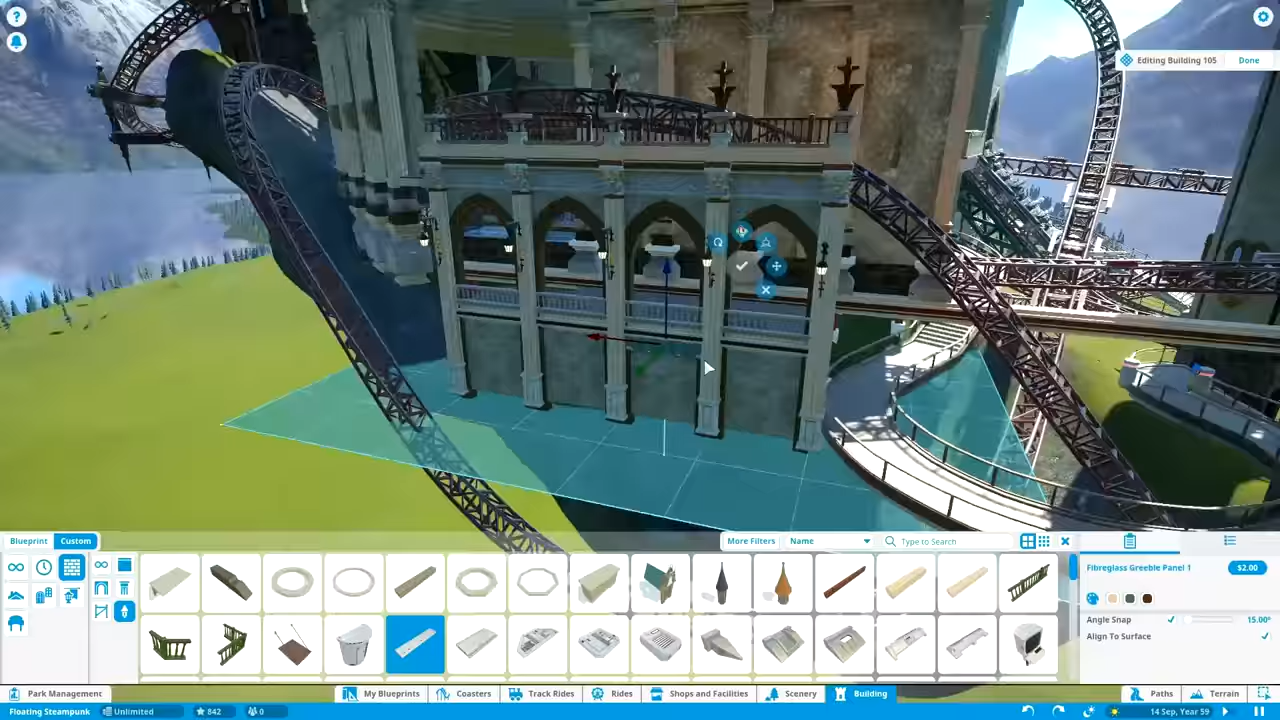 ?
Editing Building 105 Done
Blueprint Custom
More Filters Name Type to Search
Fibreglass Greeble Panel 1 $2.00
Angle Snap 15.00°
Align To Surface
Park Management My Blueprints Coasters Track Rides Rides Shops and Facilities Scenery Building Paths Terrain
Floating Steampunk Unlimited 842 0 14 Sep, Year 59